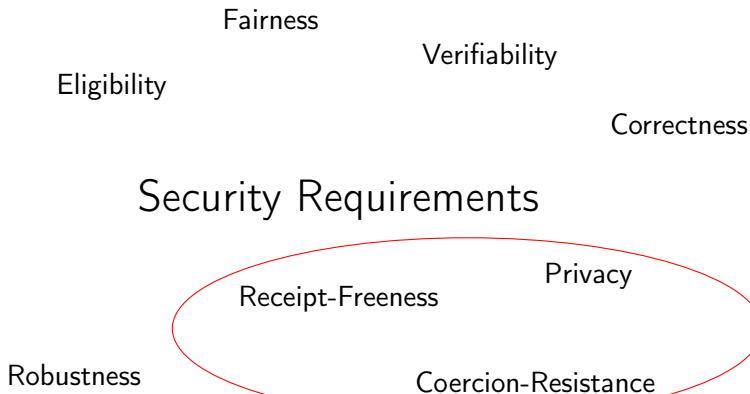 Fairness
Verifiability
Eligibility
Correctness
Security Requirements
Privacy
Receipt-Freeness
Robustness
Coercion-Resistance